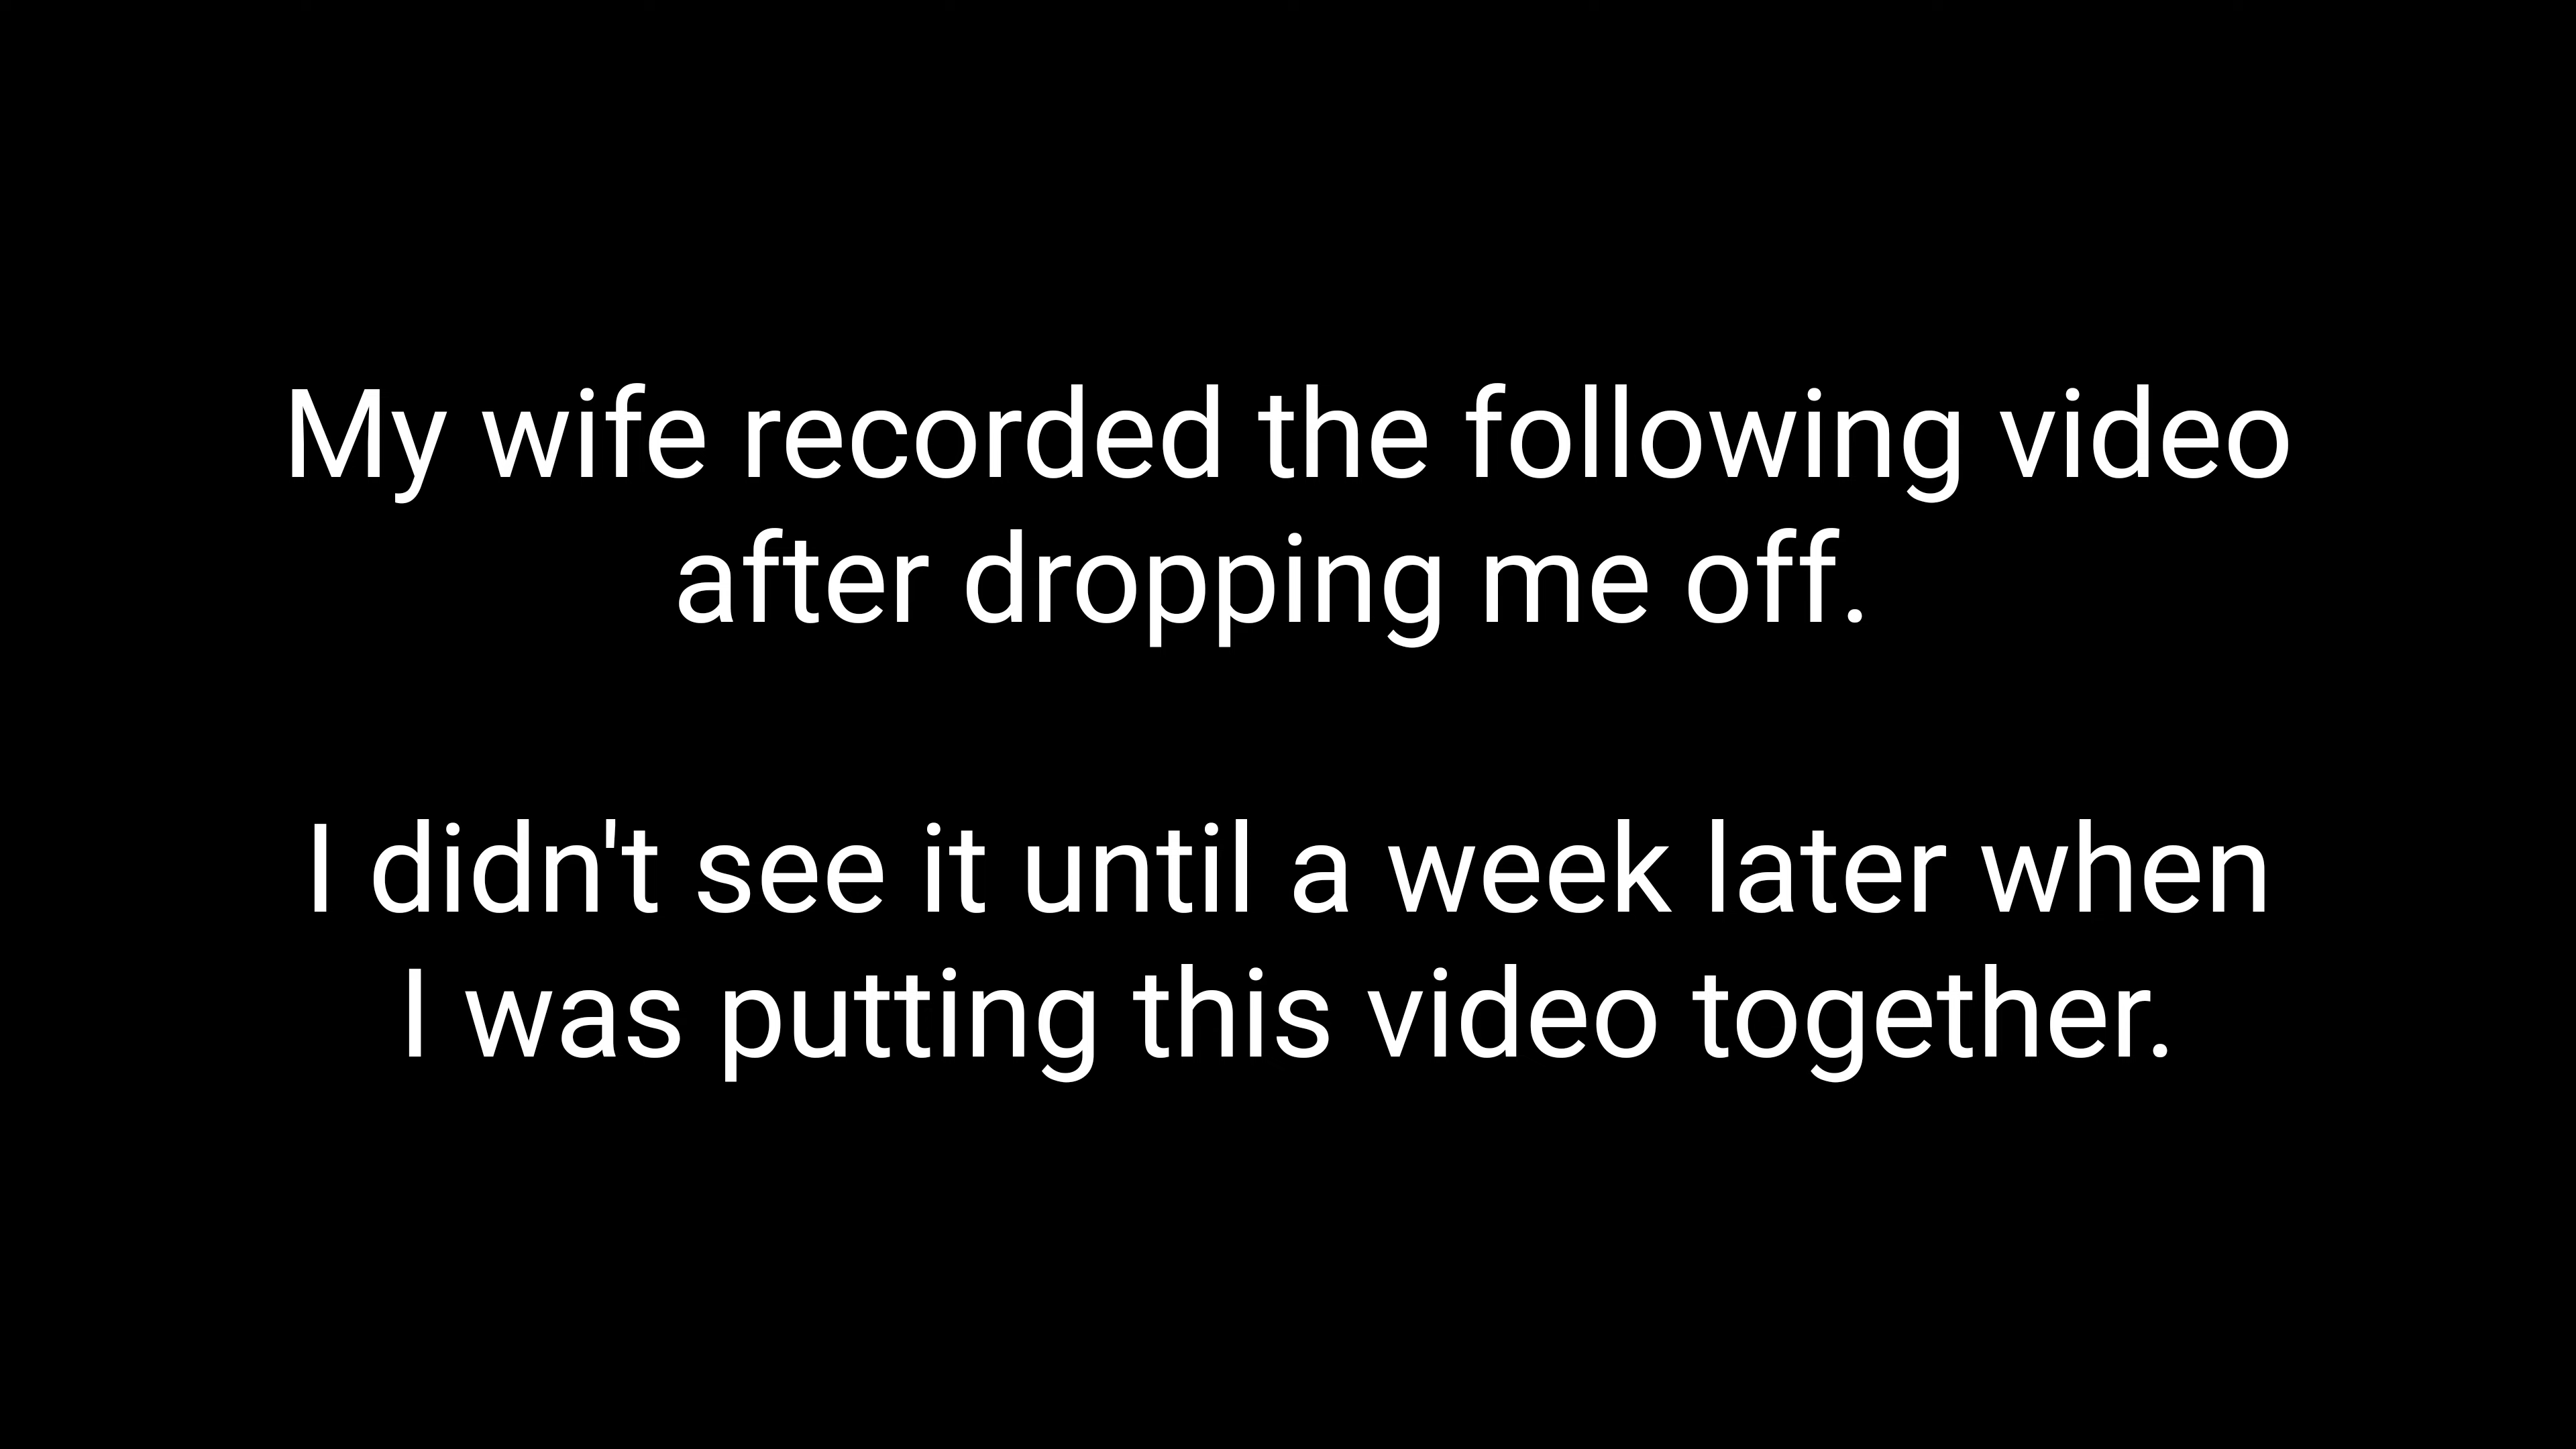 My wife recorded the following video
after dropping me off.
I didn't see it until a week later when
I was putting this video together.